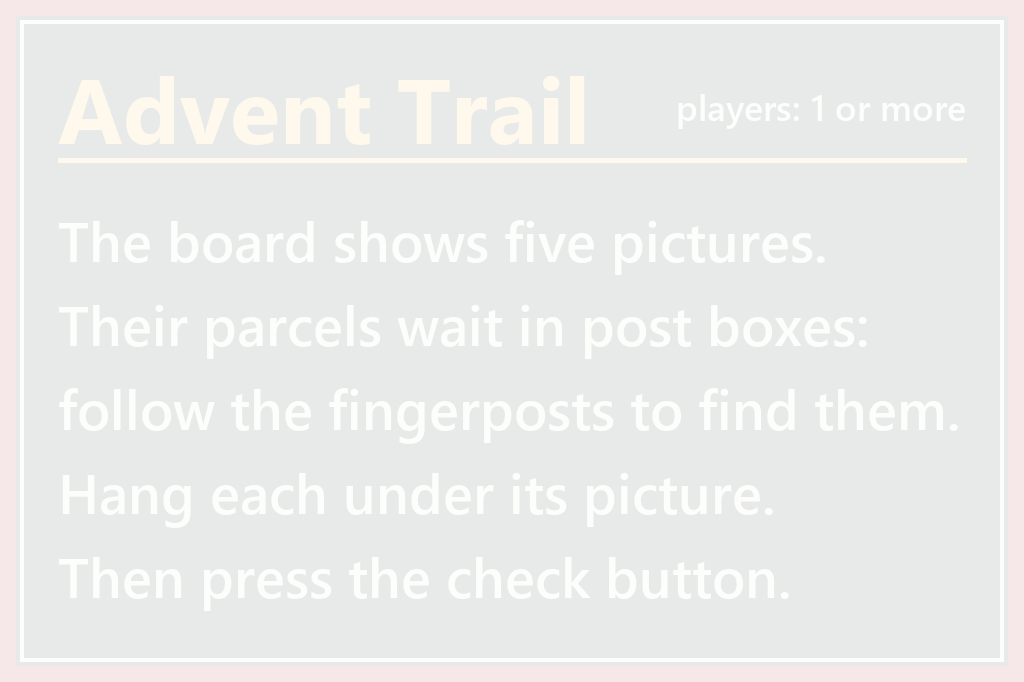 Advent Trail
players: 1 or more
The board shows five pictures.
Their parcels wait in post boxes:
follow the fingerposts to find them.
Hang each under its picture.
Then press the check button.